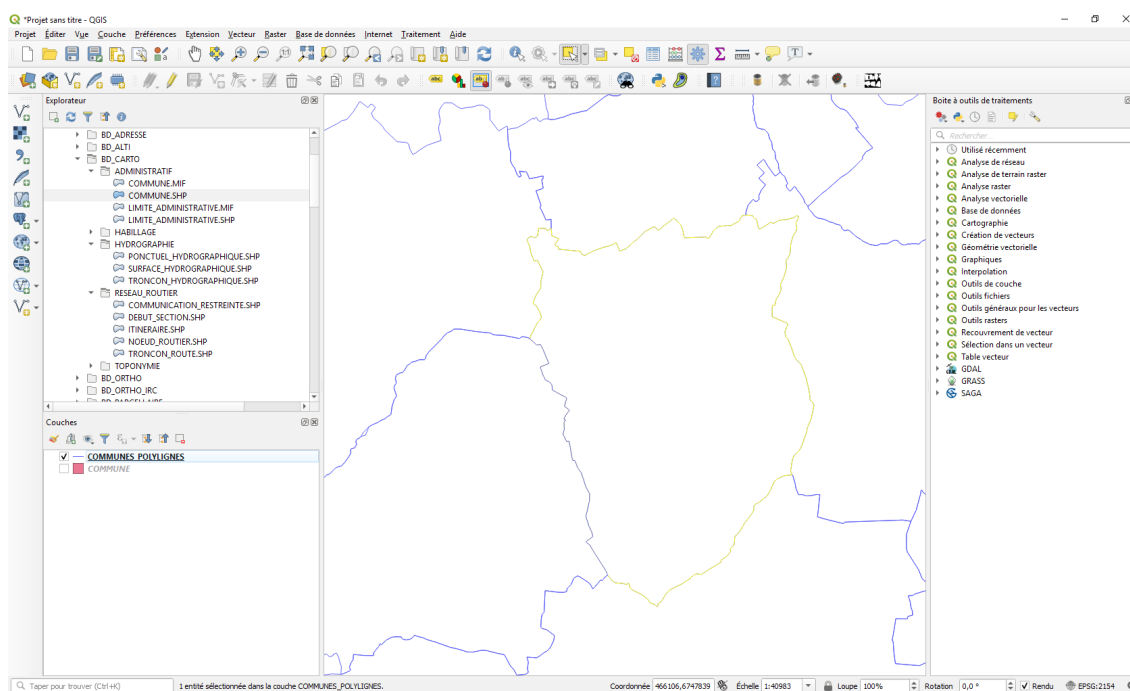 *Projet sans titre - QGIS
Projet Éditer Vue Couche Préférences Extension Vecteur Raster Base de données Internet Traitement Aide
Explorateur
BD_ADRESSE
BD_ALTI
BD_CARTO
ADMINISTRATIF
COMMUNE.MIF
COMMUNE.SHP
LIMITE_ADMINISTRATIVE.MIF
LIMITE_ADMINISTRATIVE.SHP
HABILLAGE
HYDROGRAPHIE
PONCTUEL_HYDROGRAPHIQUE.SHP
SURFACE_HYDROGRAPHIQUE.SHP
TRONCON_HYDROGRAPHIQUE.SHP
RESEAU_ROUTIER
COMMUNICATION_RESTREINTE.SHP
DEBUT_SECTION.SHP
ITINERAIRE.SHP
NOEUD_ROUTIER.SHP
TRONCON_ROUTE.SHP
TOPONYMIE
BD_ORTHO
BD_ORTHO_IRC
Couches
COMMUNES_POLYLIGNES
COMMUNE
Boite à outils de traitements
Rechercher...
Utilisé récemment
Analyse de réseau
Analyse de terrain raster
Analyse raster
Analyse vectorielle
Base de données
Cartographie
Création de vecteurs
Géométrie vectorielle
Graphiques
Interpolation
Outils de couche
Outils fichiers
Outils généraux pour les vecteurs
Outils rasters
Recouvrement de vecteur
Sélection dans un vecteur
Table vecteur
GDAL
GRASS
SAGA
Taper pour trouver (Ctrl+K) 1 entité sélectionnée dans la couche COMMUNES_POLYLIGNES. Coordonnée 466106,6747839 Échelle 1:40983 Loupe 100% Rotation 0,0 ° Rendu EPSG:2154